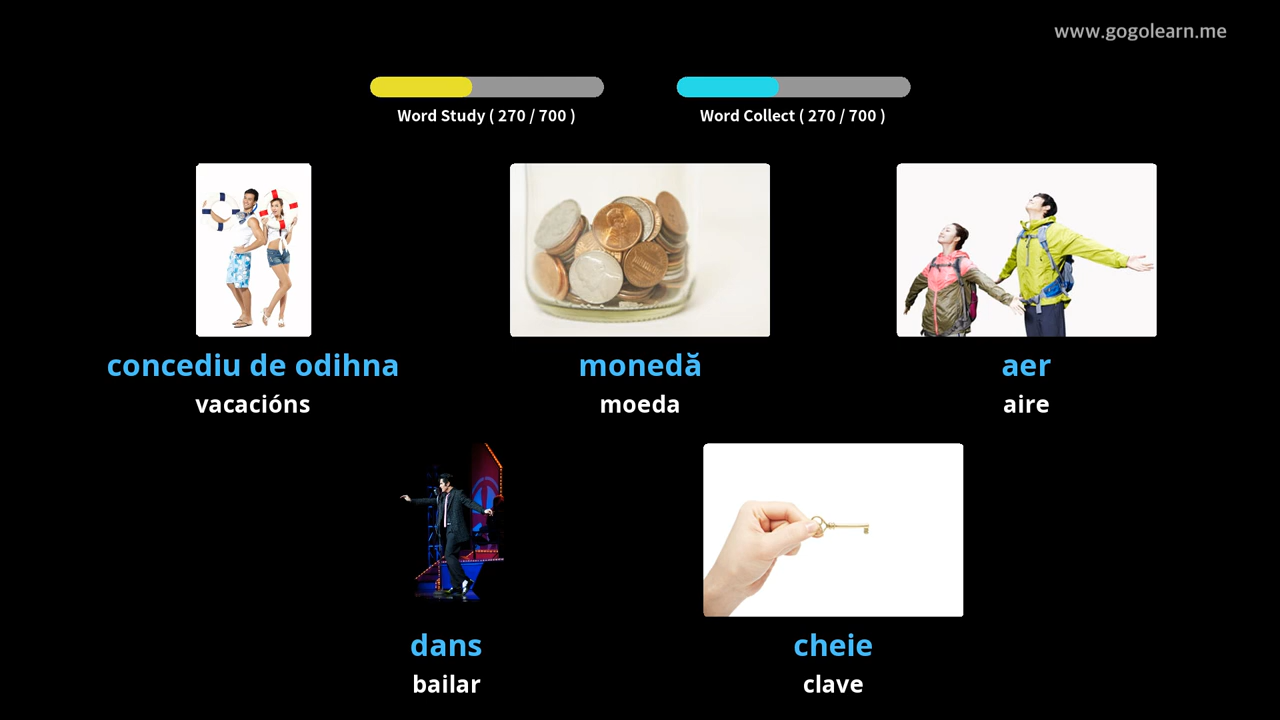 www.gogolearn.me
Word Study ( 270 / 700 )
Word Collect ( 270 / 700 )
concediu de odihna
vacacións
monedă
moeda
aer
aire
dans
bailar
cheie
clave